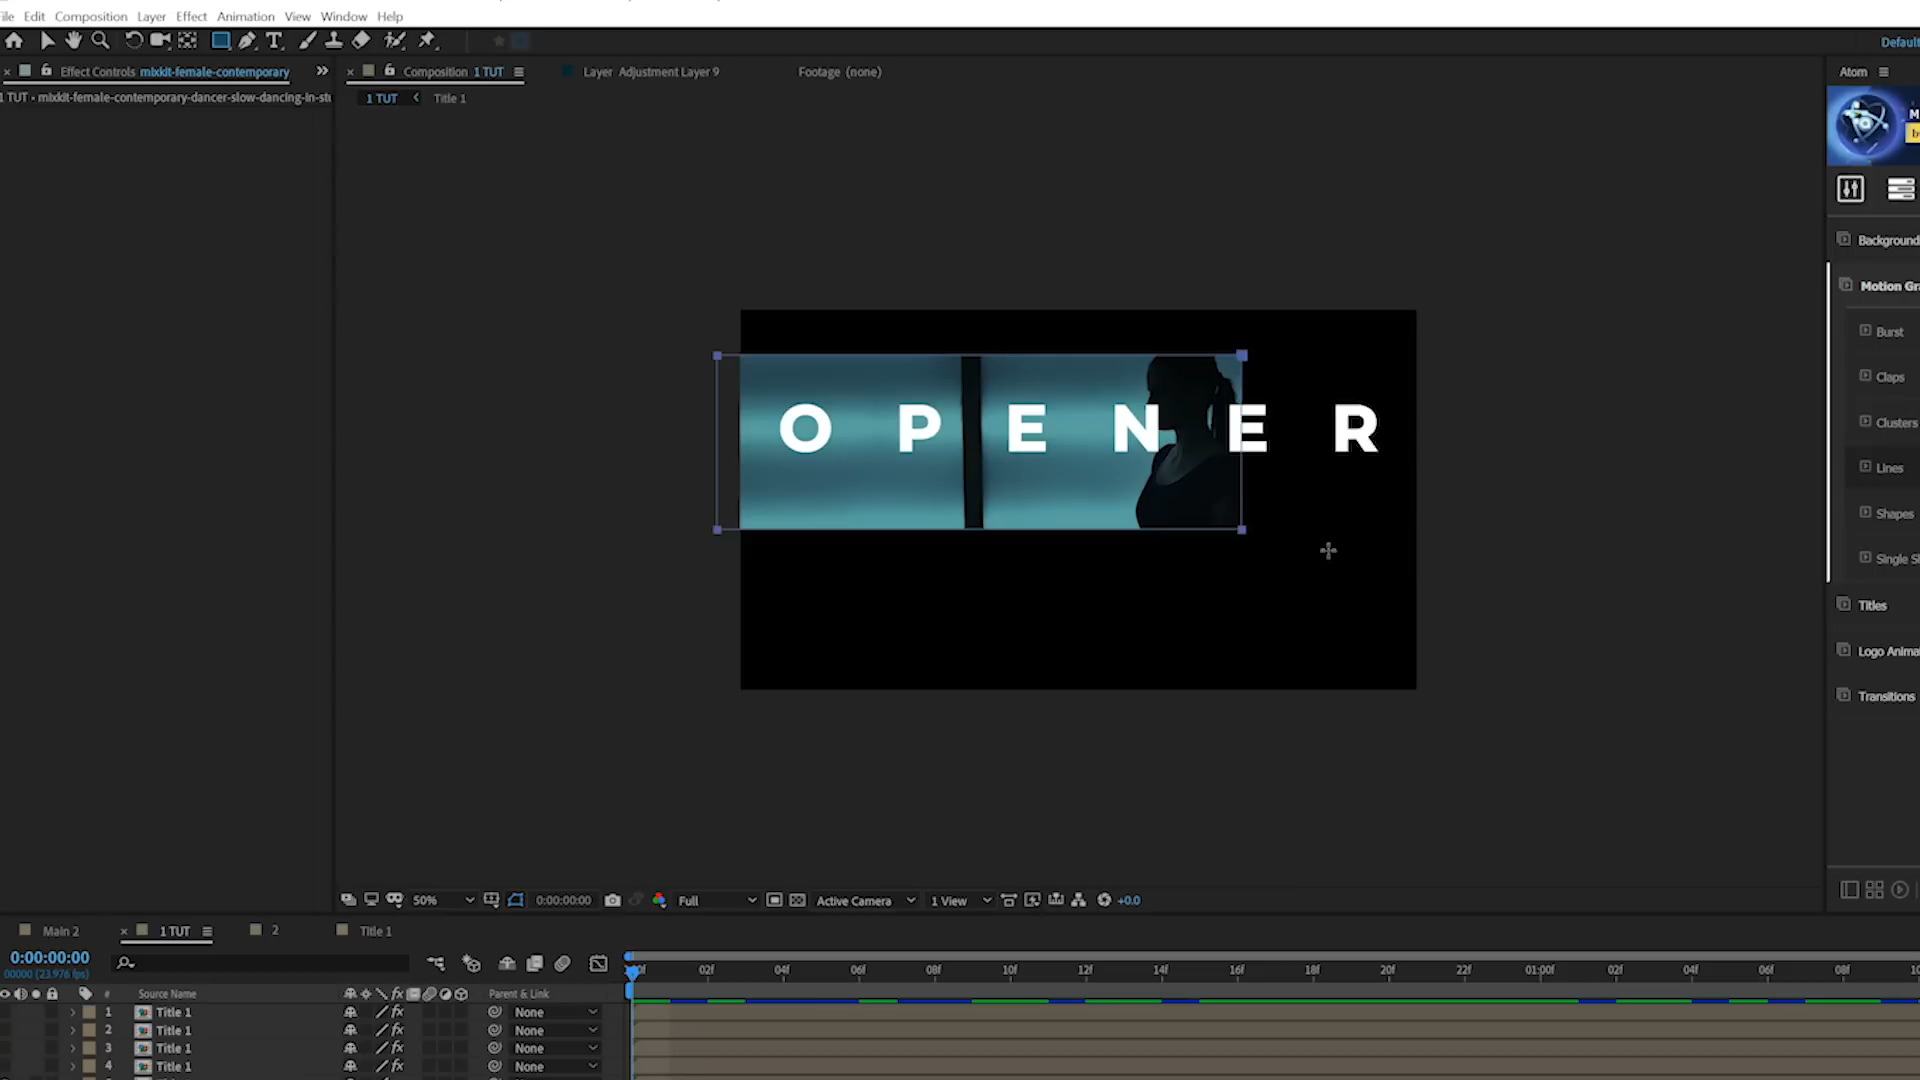 File Edit Composition Layer Effect Animation View Window Help
Default
Effect Controls mixkit-female-contemporary
Composition 1 TUT
Layer Adjustment Layer 9
Footage (none)
Atom
1 TUT • mixkit-female-contemporary-dancer-slow-dancing-in-stu
1 TUT
Title 1
M
b
Background
Motion Gra
Burst
Claps
Clusters
Lines
Shapes
Single Sh
Titles
Logo Anima
Transitions
OPENER
50%
0:00:00:00
Full
Active Camera
1 View
+0.0
Main 2
1 TUT
2
Title 1
0:00:00:00
00000 (23.976 fps)
02f 04f 06f 08f 10f 12f 14f 16f 18f 20f 22f 01:00f 02f 04f 06f 08f 10
# Source Name Parent & Link
1 Title 1 None
2 Title 1 None
3 Title 1 None
4 Title 1 None